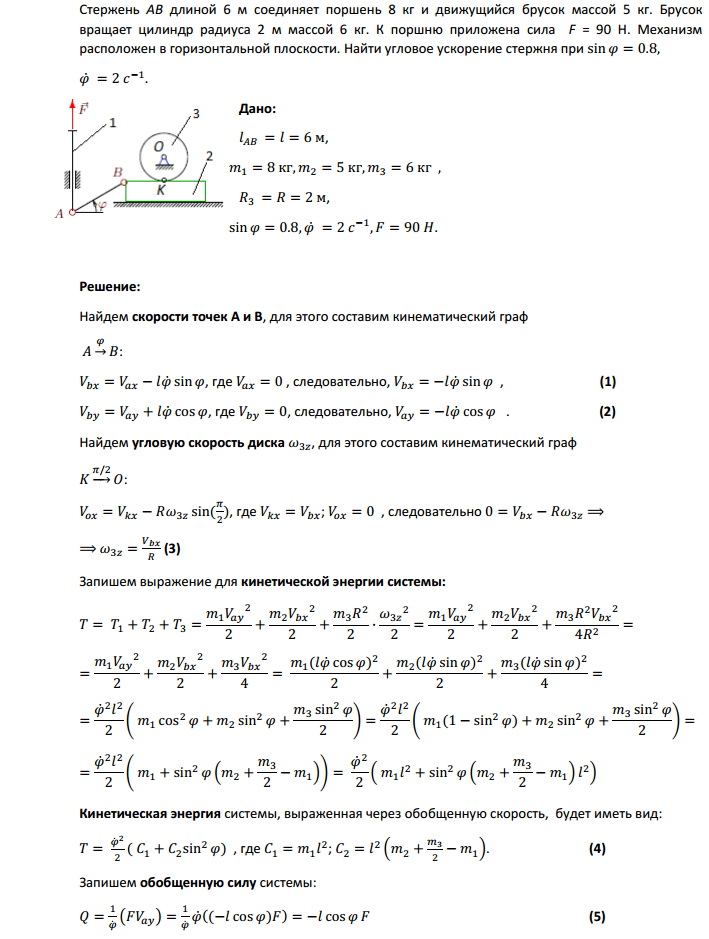 Стержень AB длиной 6 м соединяет поршень 8 кг и движущийся брусок массой 5 кг. Брусок
вращает цилиндр радиуса 2 м массой 6 кг. К поршню приложена сила F = 90 Н. Механизм
расположен в горизонтальной плоскости. Найти угловое ускорение стержня при sin φ = 0.8,
φ̇ = 2 c⁻¹.
F⃗
1
3
O
B
K
2
A
φ
Дано:
l_AB = l = 6 м,
m₁ = 8 кг, m₂ = 5 кг, m₃ = 6 кг ,
R₃ = R = 2 м,
sin φ = 0.8, φ̇ = 2 c⁻¹, F = 90 Н.
Решение:
Найдем скорости точек А и В, для этого составим кинематический граф
A →^φ B:
V_bx = V_ax − lφ̇ sin φ, где V_ax = 0 , следовательно, V_bx = −lφ̇ sin φ , (1)
V_by = V_ay + lφ̇ cos φ, где V_by = 0, следовательно, V_ay = −lφ̇ cos φ . (2)
Найдем угловую скорость диска ω₃z, для этого составим кинематический граф
K →^(π/2) O:
V_ox = V_kx − Rω₃z sin(π/2), где V_kx = V_bx; V_ox = 0 , следовательно 0 = V_bx − Rω₃z ⟹
⟹ ω₃z = V_bx/R (3)
Запишем выражение для кинетической энергии системы:
T = T₁ + T₂ + T₃ = m₁V_ay²/2 + m₂V_bx²/2 + m₃R²/2 · ω₃z²/2 = m₁V_ay²/2 + m₂V_bx²/2 + m₃R²V_bx²/4R² =
= m₁V_ay²/2 + m₂V_bx²/2 + m₃V_bx²/4 = m₁(lφ̇ cos φ)²/2 + m₂(lφ̇ sin φ)²/2 + m₃(lφ̇ sin φ)²/4 =
= φ̇²l²/2 ( m₁ cos² φ + m₂ sin² φ + m₃ sin² φ/2 ) = φ̇²l²/2 ( m₁(1 − sin² φ) + m₂ sin² φ + m₃ sin² φ/2 ) =
= φ̇²l²/2 ( m₁ + sin² φ (m₂ + m₃/2 − m₁) ) = φ̇²/2 ( m₁l² + sin² φ (m₂ + m₃/2 − m₁) l² )
Кинетическая энергия системы, выраженная через обобщенную скорость, будет иметь вид:
T = φ̇²/2 ( C₁ + C₂sin² φ) , где C₁ = m₁l²; C₂ = l² (m₂ + m₃/2 − m₁). (4)
Запишем обобщенную силу системы:
Q = 1/φ̇ (FV_ay) = 1/φ̇ φ̇((−l cos φ)F) = −l cos φ F (5)